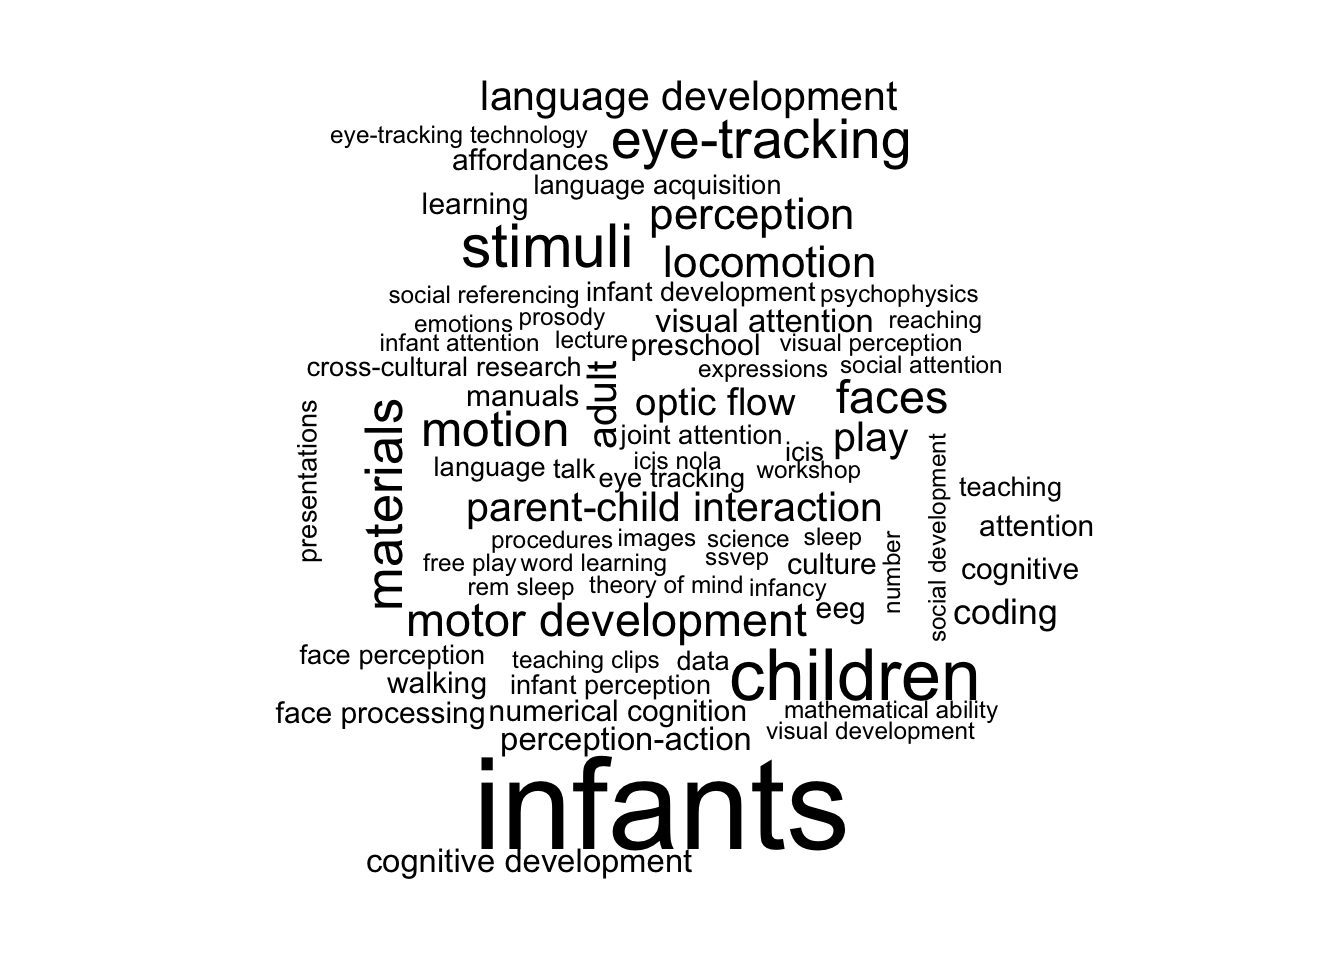 language development
eye-tracking technology
eye-tracking
affordances
language acquisition
learning
perception
stimuli
locomotion
social referencing
infant development
psychophysics
emotions
prosody
visual attention
reaching
infant attention
lecture
preschool
visual perception
cross-cultural research
adult
expressions
social attention
manuals
optic flow
faces
presentations
materials
motion
joint attention
icis
play
language
talk
icis nola
eye tracking
workshop
social development
teaching
parent-child interaction
attention
procedures
images
science
sleep
free play
word learning
ssvep
culture
number
cognitive
rem sleep
theory of mind
infancy
motor development
eeg
coding
face perception
teaching clips
data
children
walking
infant perception
face processing
numerical cognition
mathematical ability
perception-action
visual development
infants
cognitive development